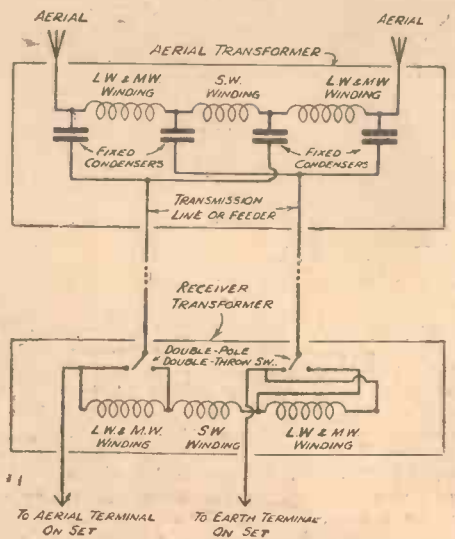 AERIAL
AERIAL
AERIAL TRANSFORMER
L.W. & M.W.
WINDING
S.W.
WINDING
L.W. & M.W.
WINDING
FIXED
CONDENSERS
FIXED
CONDENSERS
TRANSMISSION
LINE OR FEEDER
RECEIVER
TRANSFORMER
DOUBLE-POLE
DOUBLE-THROW SW.
L.W. & M.W.
WINDING
S.W.
WINDING
L.W. & M.W.
WINDING
TO AERIAL TERMINAL
ON SET
TO EARTH TERMINAL
ON SET